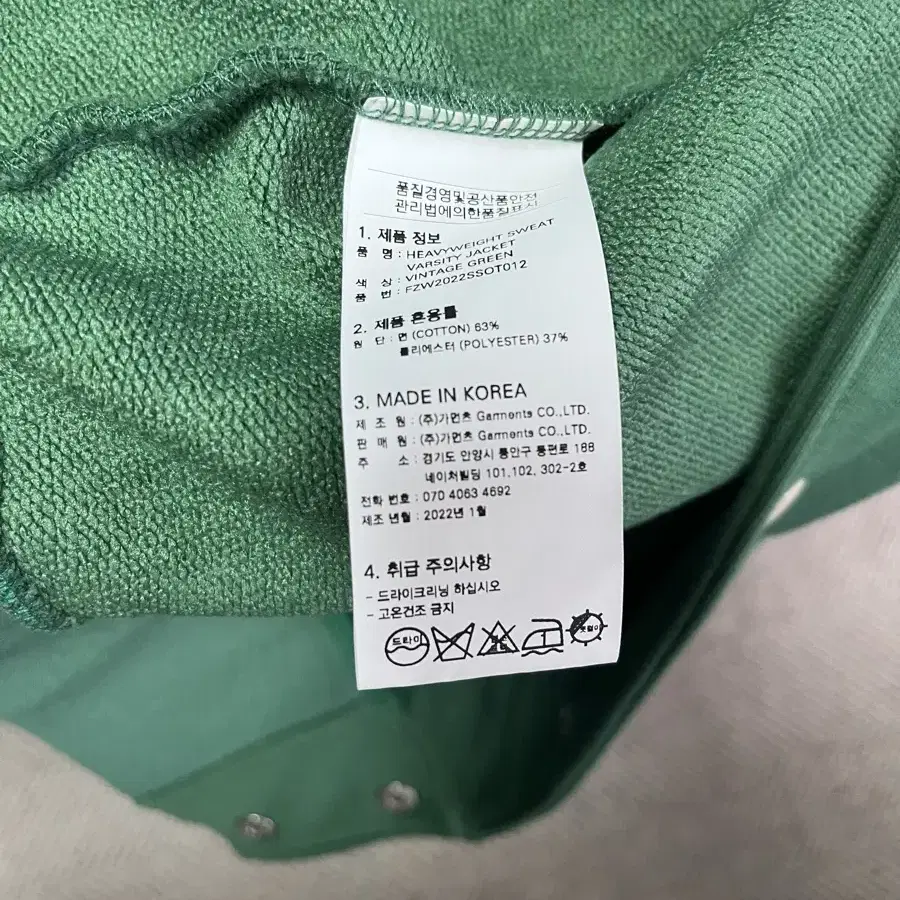 품질경영및공산품안전
관리법에의한품질표시
1. 제품 정보
품 명 : HEAVYWEIGHT SWEAT
VARSITY JACKET
색 상 : VINTAGE GREEN
품 번 : FZW2022SSOT012
2. 제품 혼용률
원 단 : 면 (COTTON) 63%
폴리에스터 (POLYESTER) 37%
3. MADE IN KOREA
제 조 원 : (주)가먼츠 Garments CO.,LTD.
판 매 원 : (주)가먼츠 Garments CO.,LTD.
주 소 : 경기도 안양시 동안구 동편로 188
네이처빌딩 101,102, 302-2호
전화 번호 : 070 4063 4692
제조 년월 : 2022년 1월
4. 취급 주의사항
- 드라이크리닝 하십시오
- 고온건조 금지
드라이